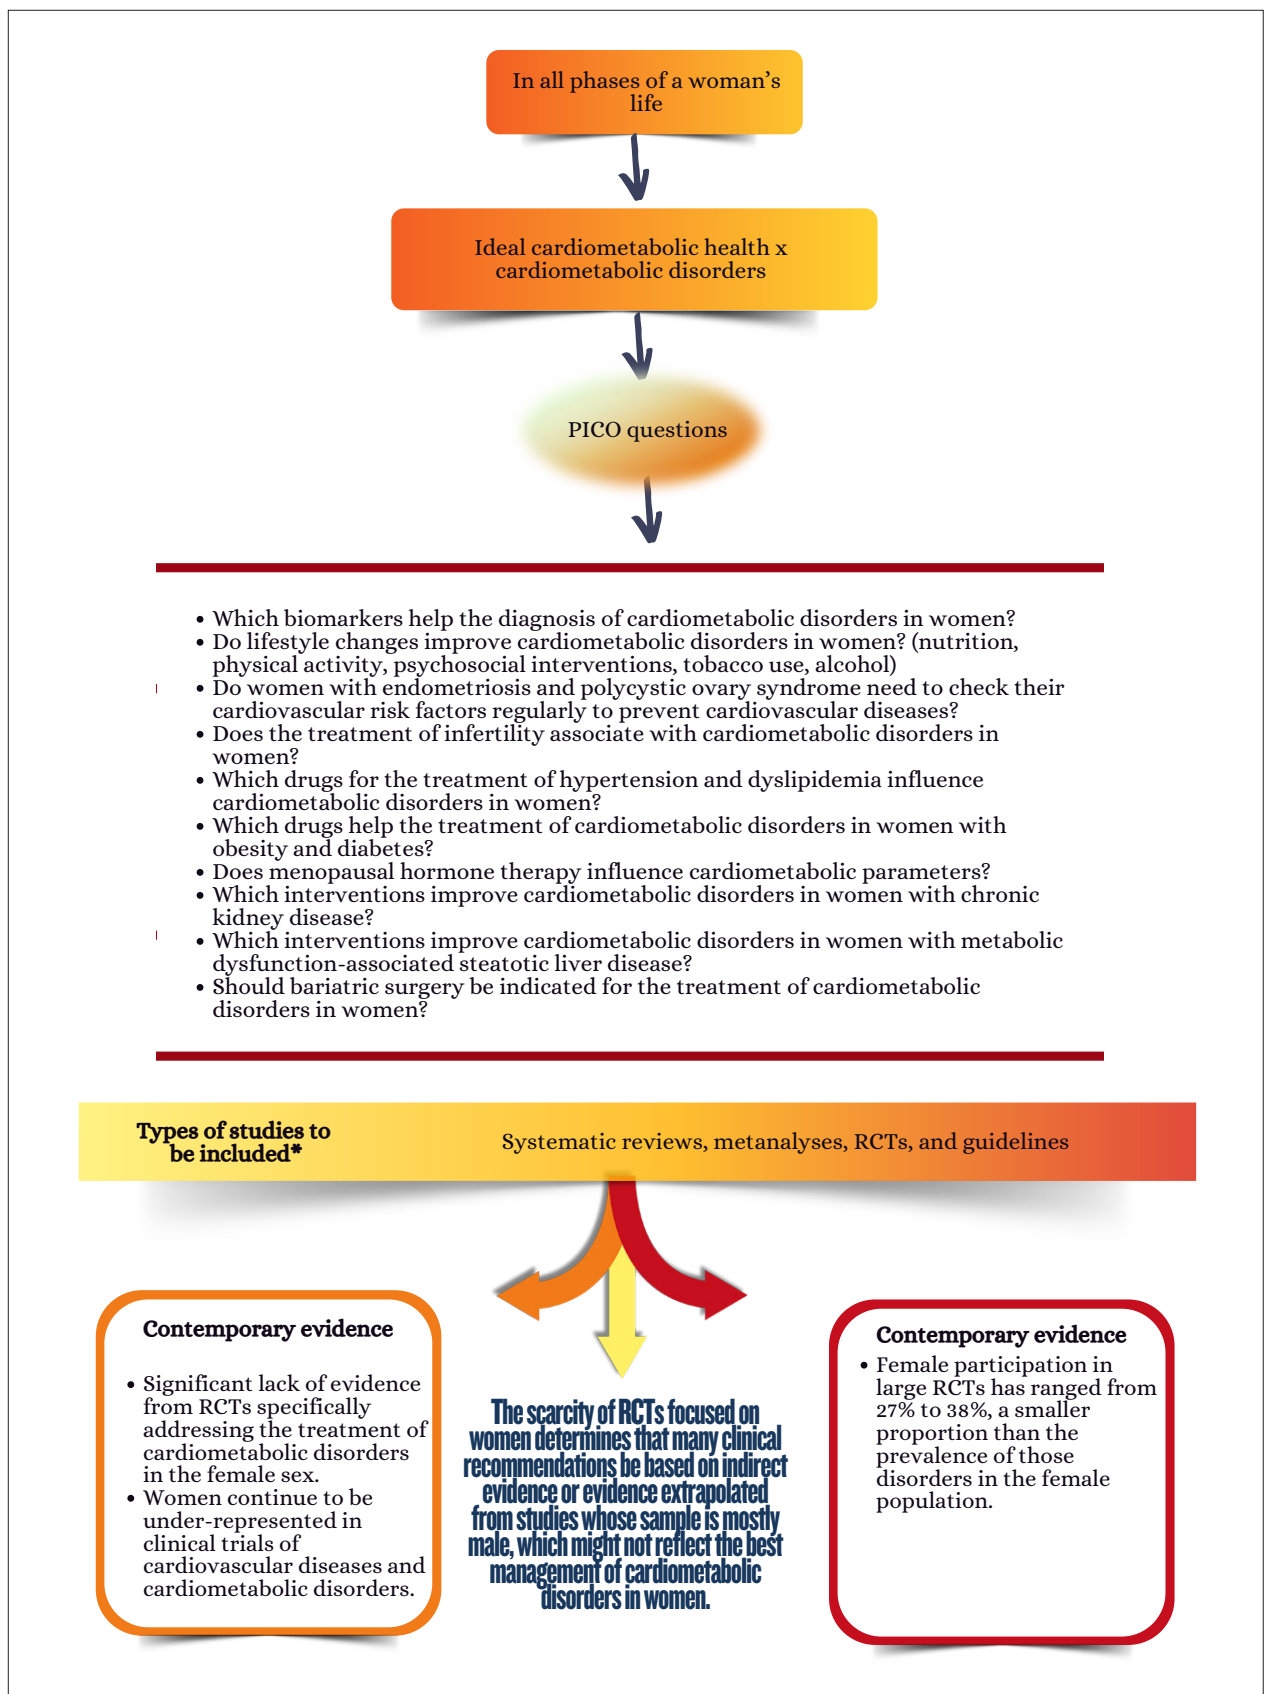 In all phases of a woman's
life
Ideal cardiometabolic health x
cardiometabolic disorders
PICO questions
• Which biomarkers help the diagnosis of cardiometabolic disorders in women?
• Do lifestyle changes improve cardiometabolic disorders in women? (nutrition,
physical activity, psychosocial interventions, tobacco use, alcohol)
• Do women with endometriosis and polycystic ovary syndrome need to check their
cardiovascular risk factors regularly to prevent cardiovascular diseases?
• Does the treatment of infertility associate with cardiometabolic disorders in
women?
• Which drugs for the treatment of hypertension and dyslipidemia influence
cardiometabolic disorders in women?
• Which drugs help the treatment of cardiometabolic disorders in women with
obesity and diabetes?
• Does menopausal hormone therapy influence cardiometabolic parameters?
• Which interventions improve cardiometabolic disorders in women with chronic
kidney disease?
• Which interventions improve cardiometabolic disorders in women with metabolic
dysfunction-associated steatotic liver disease?
• Should bariatric surgery be indicated for the treatment of cardiometabolic
disorders in women?
Types of studies to
be included*
Systematic reviews, metanalyses, RCTs, and guidelines
Contemporary evidence
• Significant lack of evidence
from RCTs specifically
addressing the treatment of
cardiometabolic disorders
in the female sex.
• Women continue to be
under-represented in
clinical trials of
cardiovascular diseases and
cardiometabolic disorders.
The scarcity of RCTs focused on
women determines that many clinical
recommendations be based on indirect
evidence or evidence extrapolated
from studies whose sample is mostly
male, which might not reflect the best
management of cardiometabolic
disorders in women.
Contemporary evidence
• Female participation in
large RCTs has ranged from
27% to 38%, a smaller
proportion than the
prevalence of those
disorders in the female
population.